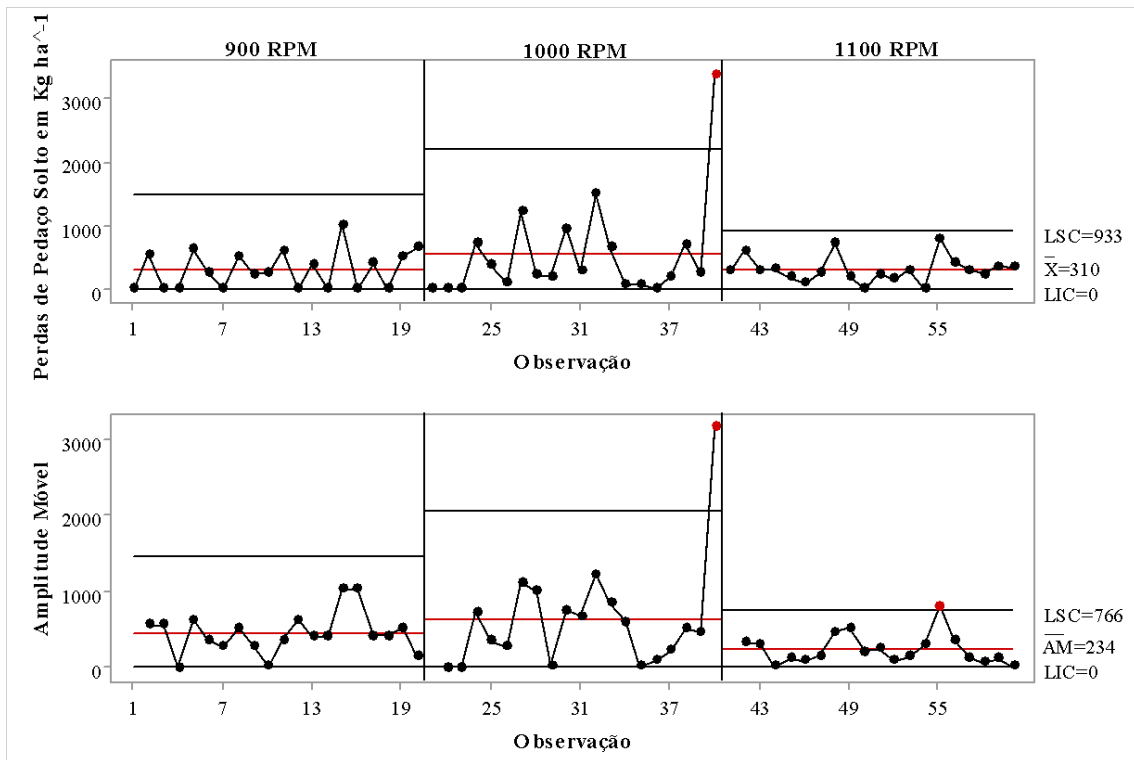 900 RPM 1000 RPM 1100 RPM
Perdas de Pedaço Solto em Kg ha^-1
3000
2000
1000
0
LSC=933
X=310
LIC=0
1 7 13 19 25 31 37 43 49 55
Observação
Amplitude Móvel
3000
2000
1000
0
LSC=766
AM=234
LIC=0
1 7 13 19 25 31 37 43 49 55
Observação